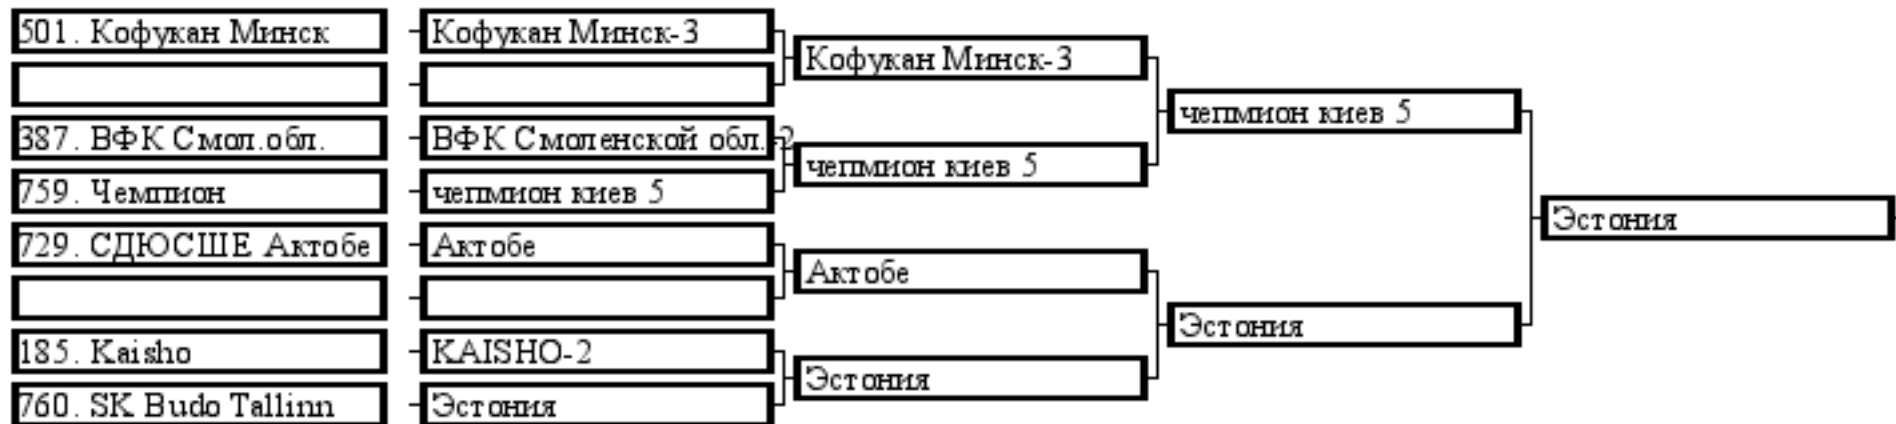 501. Кофукан Минск
Кофукан Минск-3
Кофукан Минск-3
чепмион киев 5
387. ВФК Смол.обл.
ВФК Смоленской обл.-2
чепмион киев 5
759. Чемпион
чепмион киев 5
Эстония
729. СДЮСШЕ Актобе
Актобе
Актобе
Эстония
185. Kaisho
KAISHO-2
Эстония
760. SK Budo Tallinn
Эстония